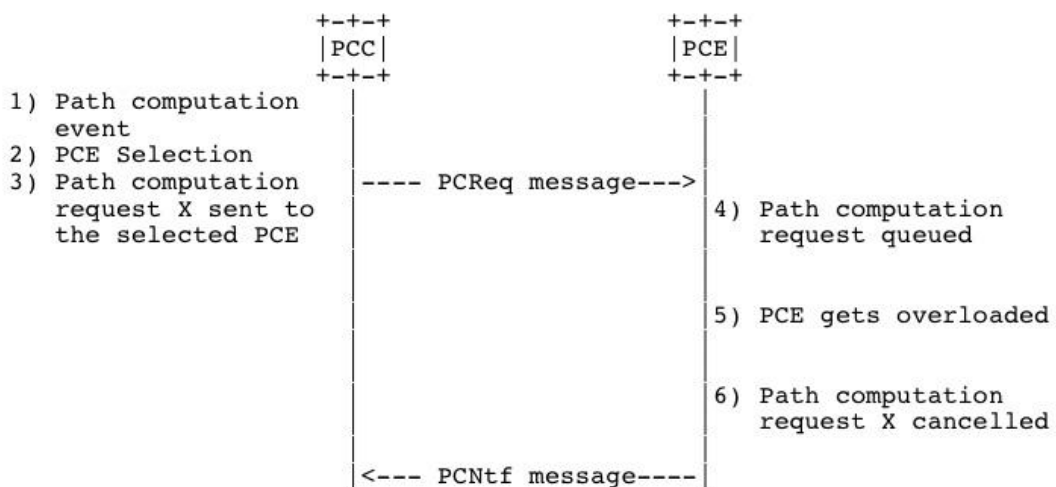 +-+-+ +-+-+
|PCC| |PCE|
+-+-+ +-+-+
1) Path computation
event
2) PCE Selection
3) Path computation |---- PCReq message--->|
request X sent to |4) Path computation
the selected PCE | request queued
|5) PCE gets overloaded
|6) Path computation
| request X cancelled
|<--- PCNtf message----|